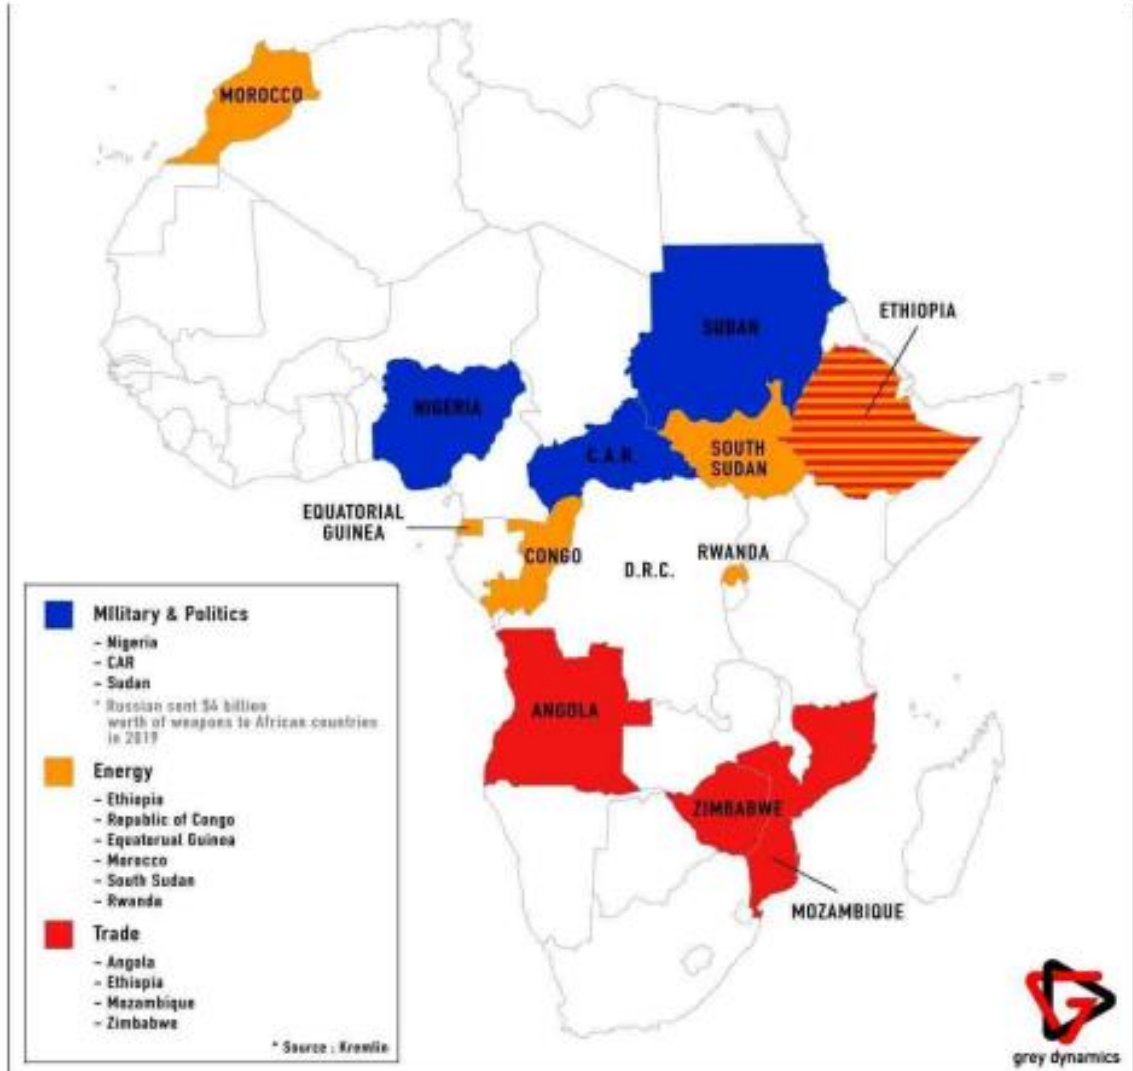 MOROCCO
SUDAN
ETHIOPIA
NIGERIA
C.A.R.
SOUTH
SUDAN
EQUATORIAL
GUINEA
CONGO
RWANDA
D.R.C.
ANGOLA
ZIMBABWE
MOZAMBIQUE
MIlitary & Politics
- Nigeria
- CAR
- Sudan
* Russian sent $4 billion
worth of weapons to African countries
in 2019
Energy
- Ethiopia
- Republic of Congo
- Equaterual Guinea
- Morocco
- South Sudan
- Rwanda
Trade
- Angola
- Ethiopia
- Mozambique
- Zimbabwe
* Source : Kremlin
grey dynamics